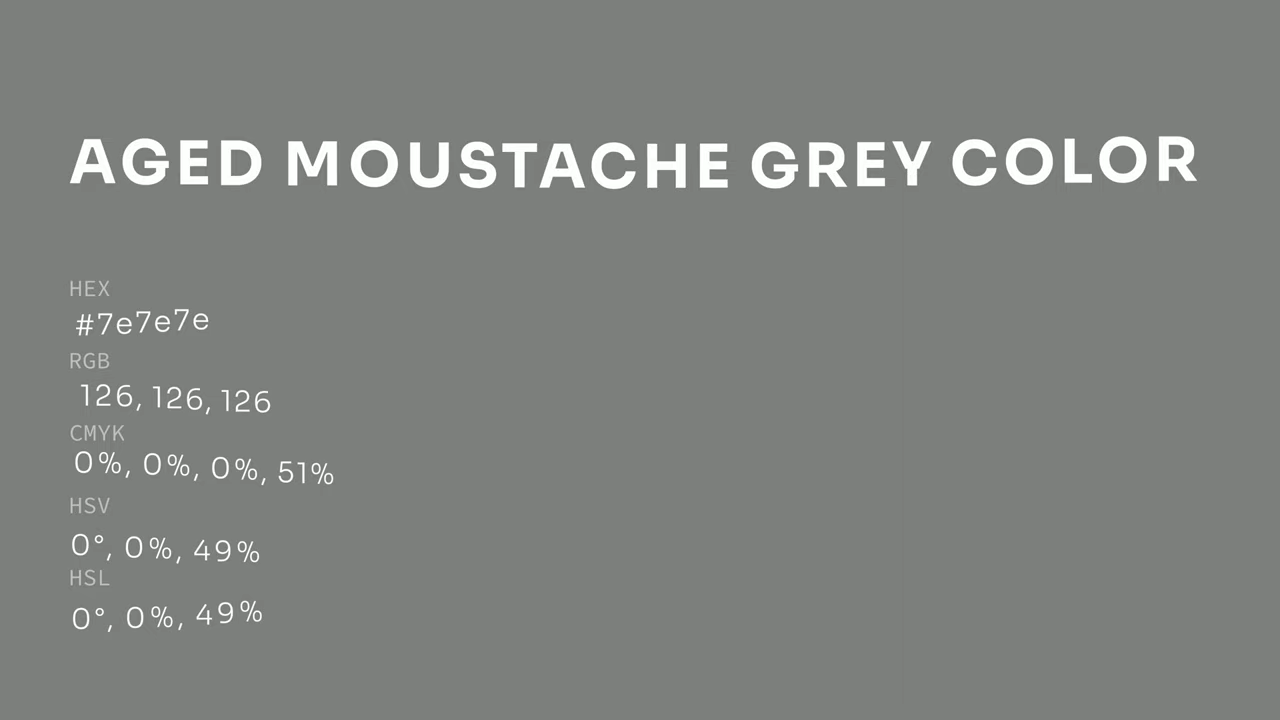 AGED MOUSTACHE GREY COLOR
HEX
#7e7e7e
RGB
126, 126, 126
CMYK
0%, 0%, 0%, 51%
HSV
0°, 0%, 49%
HSL
0°, 0%, 49%